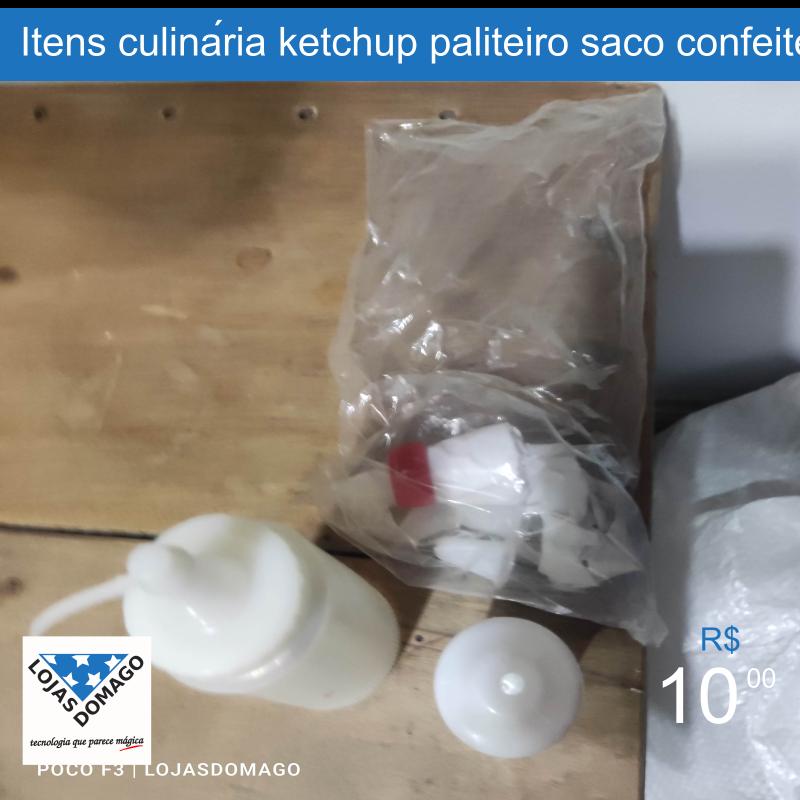 Itens culinária ketchup paliteiro saco confeite
R$
10,00
LOJAS DOMAGO
tecnologia que parece mágica
POCO F3 | LOJASDOMAGO